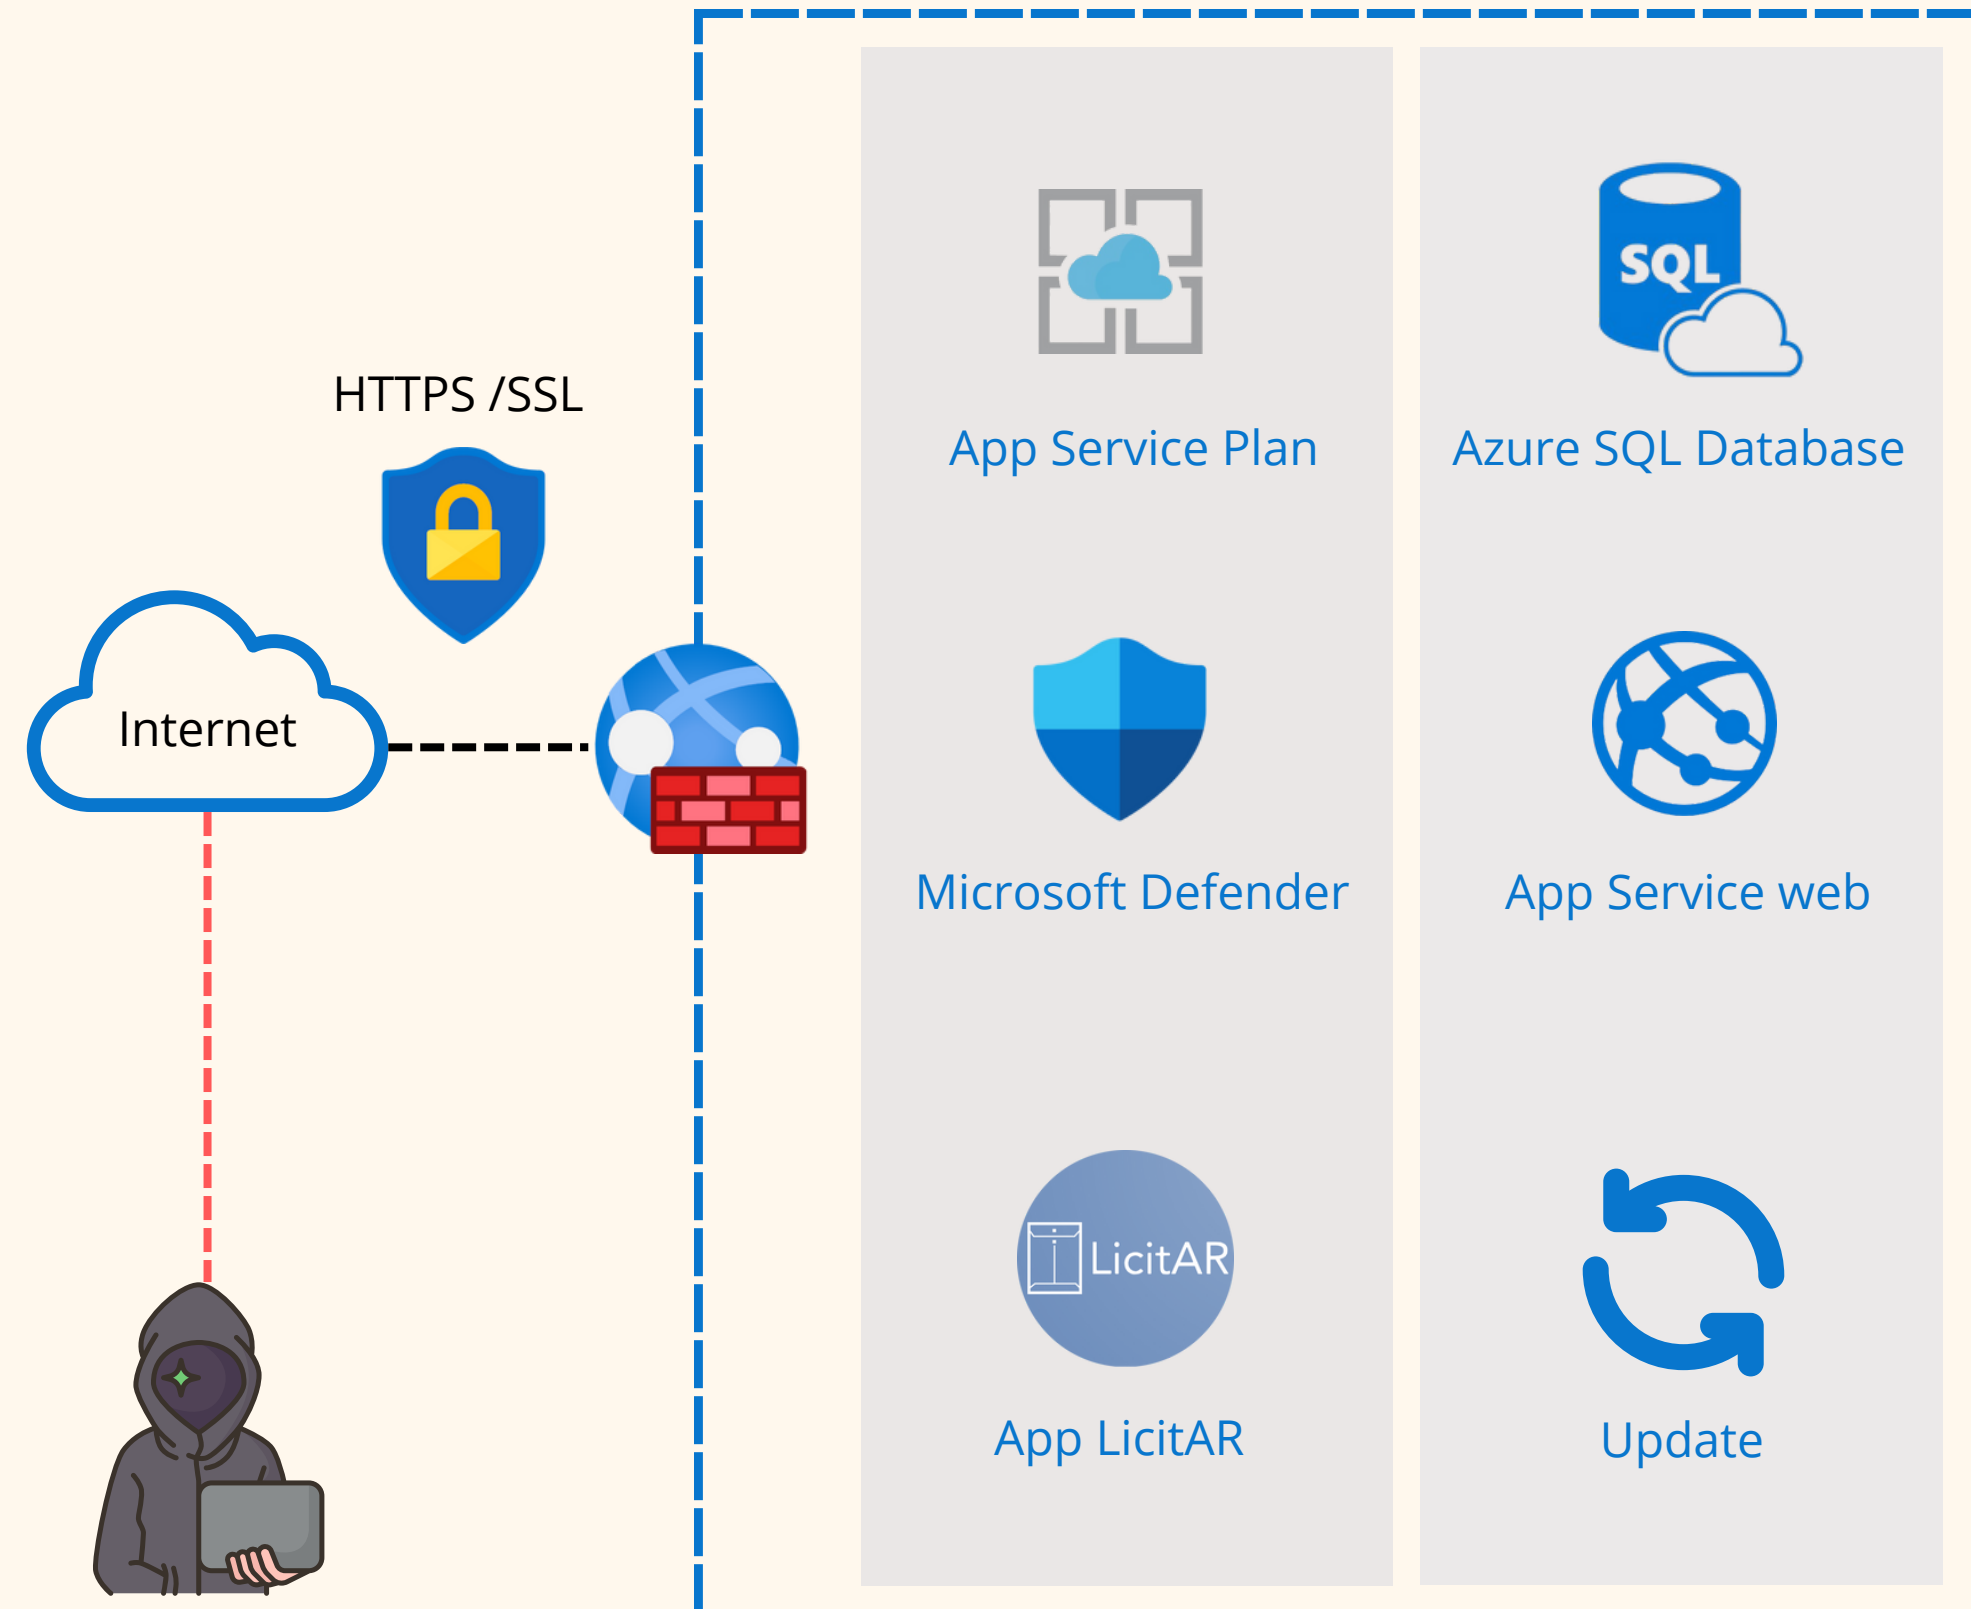 HTTPS /SSL
Internet
App Service Plan
Microsoft Defender
LicitAR
App LicitAR
SQL
Azure SQL Database
App Service web
Update